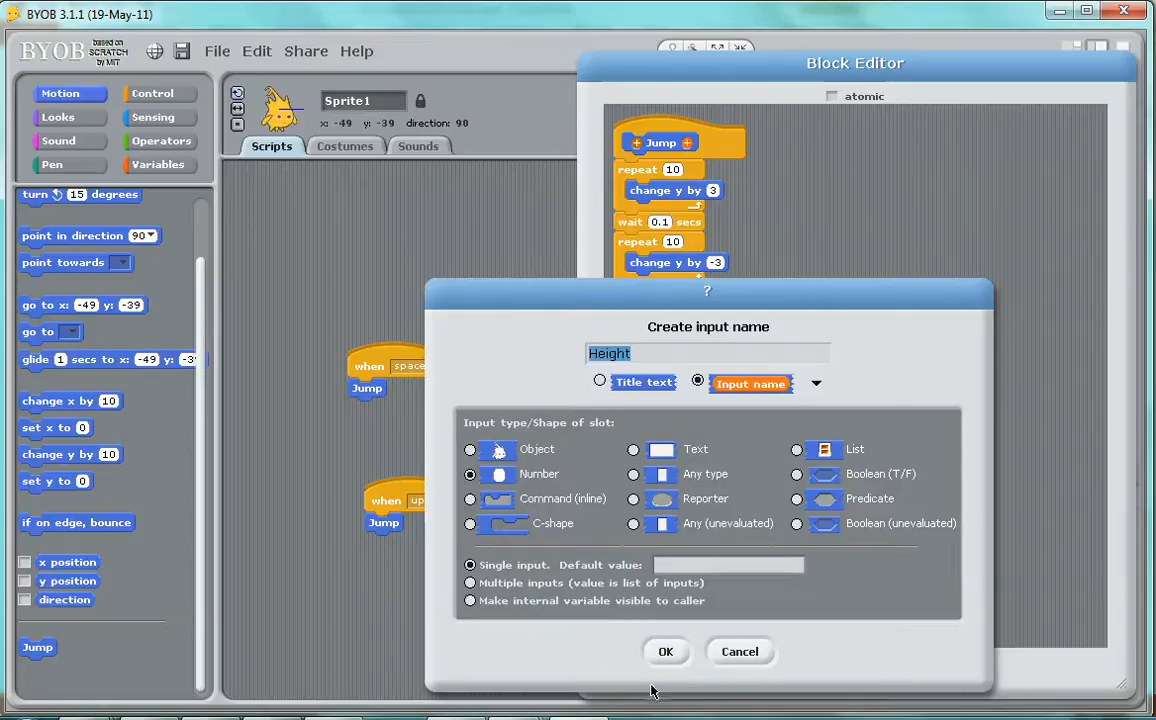 BYOB 3.1.1 (19-May-11)
BYOB based on SCRATCH by MIT
File Edit Share Help
Motion Control
Looks Sensing
Sound Operators
Pen Variables
turn 15 degrees
point in direction 90
point towards
go to x: -49 y: -39
go to
glide 1 secs to x: -49 y:
change x by 10
set x to 0
change y by 10
set y to 0
if on edge, bounce
x position
y position
direction
Jump
Sprite1
x: -49 y: -39 direction: 90
Scripts Costumes Sounds
when space
Jump
when up
Jump
Block Editor
atomic
+ Jump +
repeat 10
change y by 3
wait 0.1 secs
repeat 10
change y by -3
?
Create input name
Height
Title text Input name
Input type/Shape of slot:
Object Text List
Number Any type Boolean (T/F)
Command (inline) Reporter Predicate
C-shape Any (unevaluated) Boolean (unevaluated)
Single input. Default value:
Multiple inputs (value is list of inputs)
Make internal variable visible to caller
OK Cancel